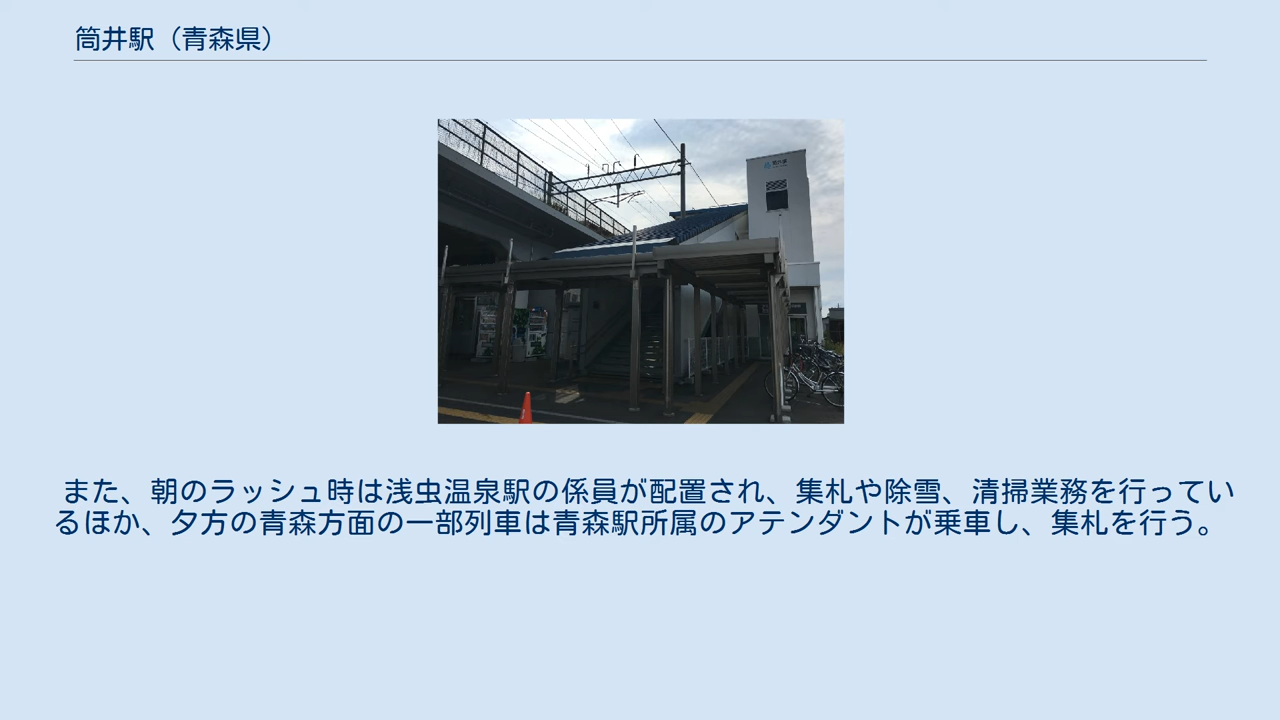 筒井駅（青森県）
筒井駅
また、朝のラッシュ時は浅虫温泉駅の係員が配置され、集札や除雪、清掃業務を行ってい
るほか、夕方の青森方面の一部列車は青森駅所属のアテンダントが乗車し、集札を行う。